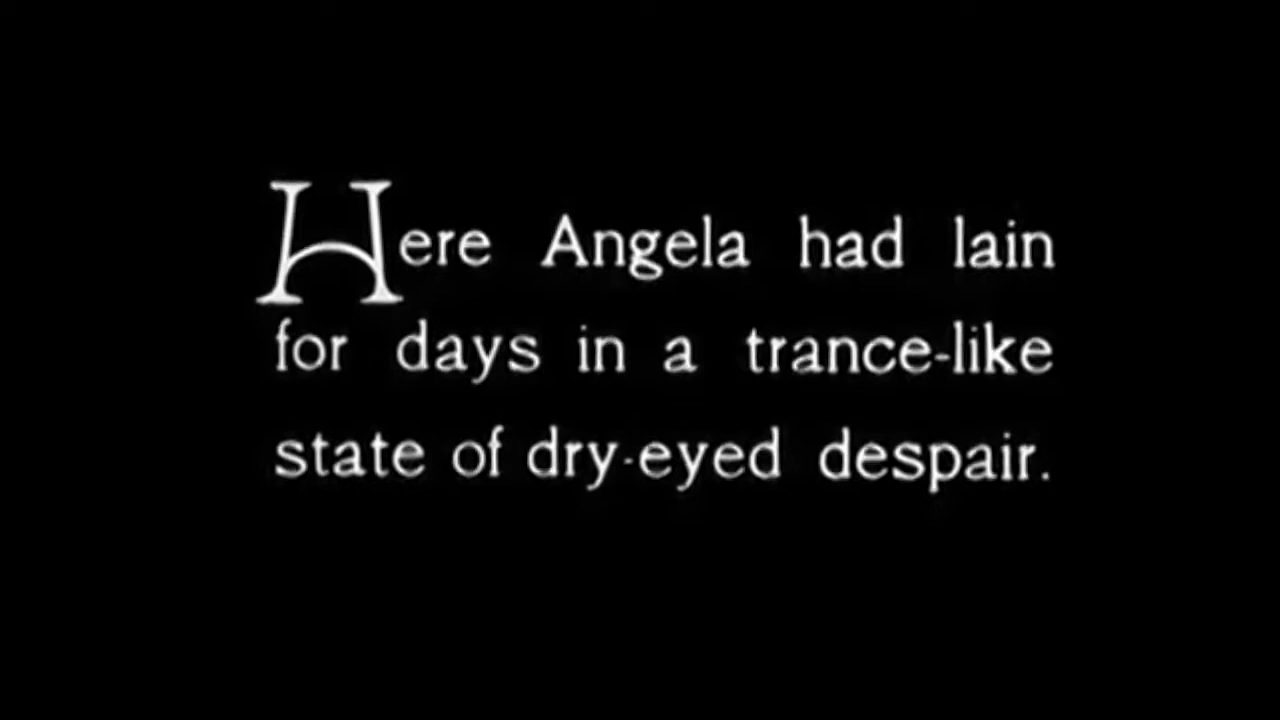 Here Angela had lain
for days in a trance-like
state of dry-eyed despair.